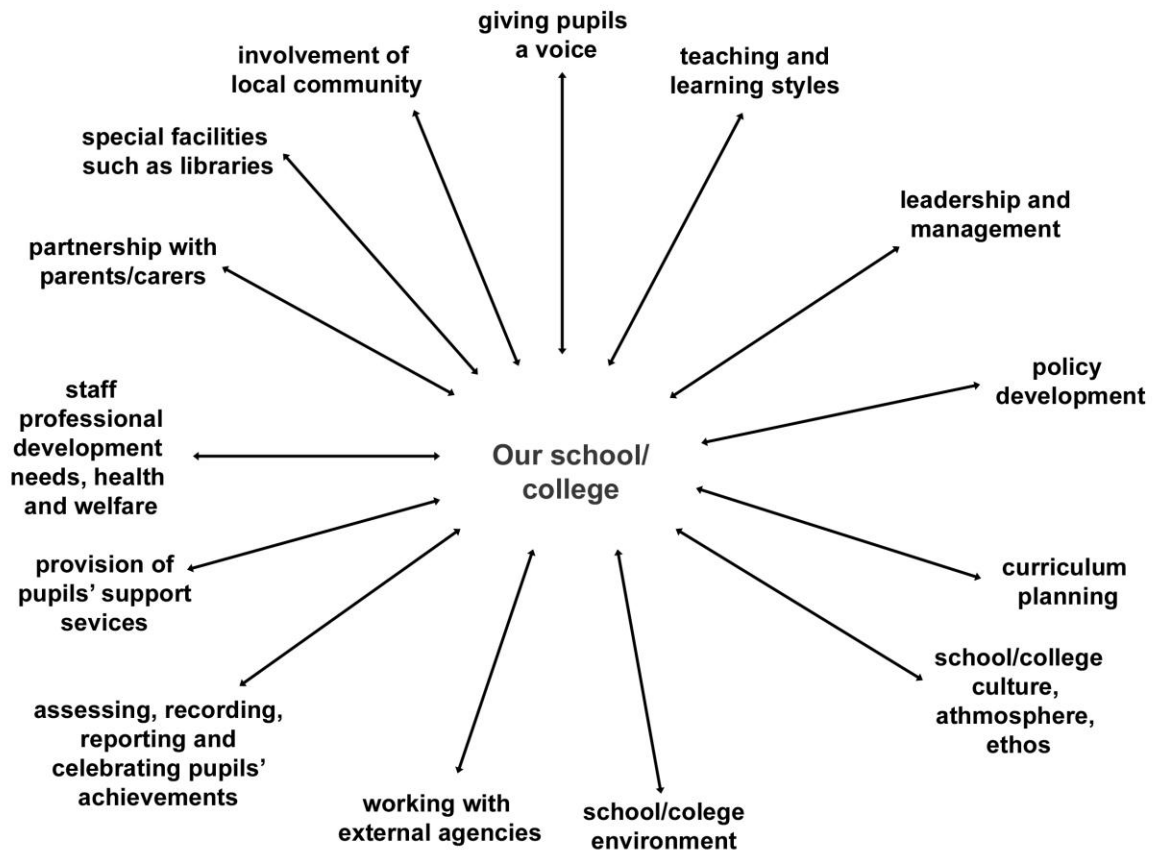 giving pupils
a voice
teaching and
learning styles
leadership and
management
policy
development
curriculum
planning
school/college
culture,
athmosphere,
ethos
school/colege
environment
working with
external agencies
assessing, recording,
reporting and
celebrating pupils’
achievements
provision of
pupils’ support
sevices
staff
professional
development
needs, health
and welfare
partnership with
parents/carers
special facilities
such as libraries
involvement of
local community
Our school/
college